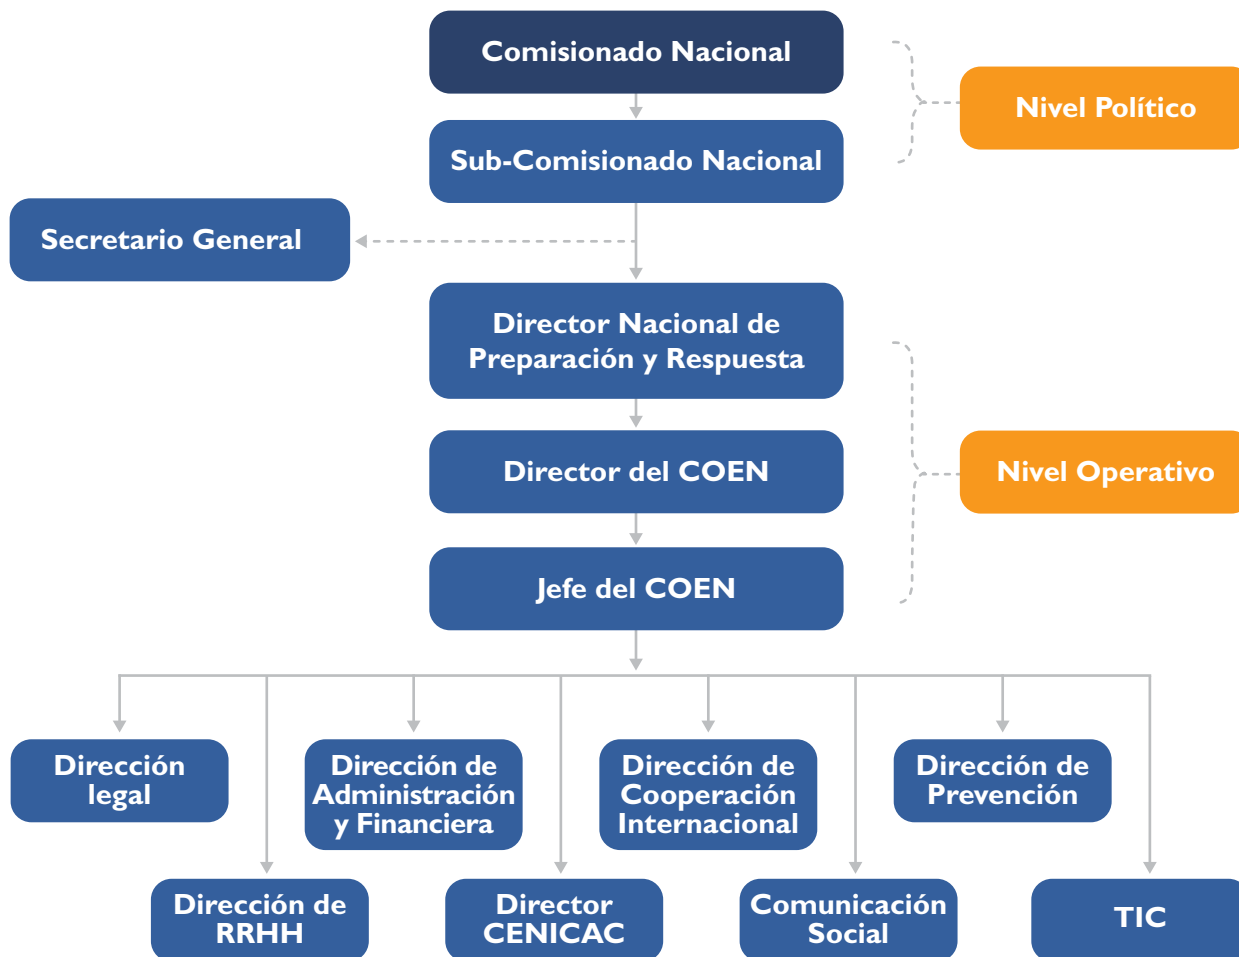 Comisionado Nacional
Nivel Político
Sub-Comisionado Nacional
Secretario General
Director Nacional de
Preparación y Respuesta
Director del COEN
Nivel Operativo
Jefe del COEN
Dirección
legal
Dirección de
Administración
y Financiera
Dirección de
Cooperación
Internacional
Dirección de
Prevención
Dirección de
RRHH
Director
CENICAC
Comunicación
Social
TIC